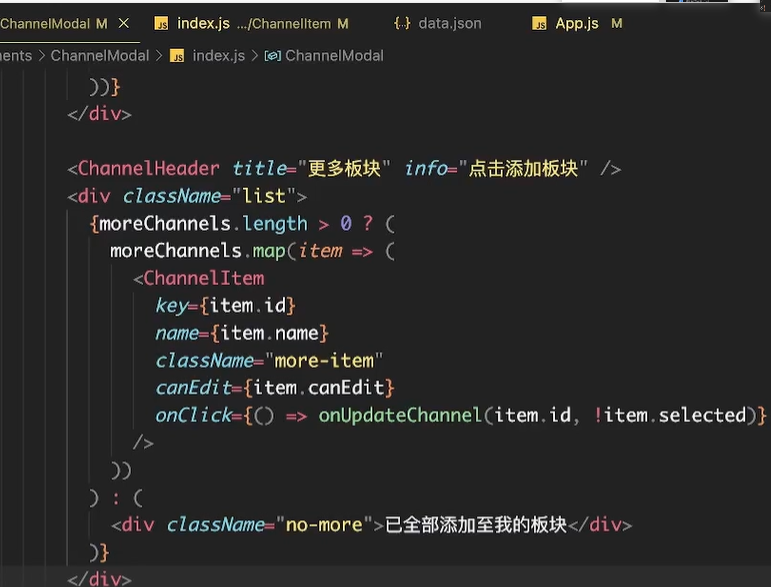 ChannelModal M × JS index.js .../ChannelItem M {..} data.json JS App.js M
ents > ChannelModal > JS index.js > ChannelModal
))}
</div>
<ChannelHeader title="更多板块" info="点击添加板块" />
<div className="list">
{moreChannels.length > 0 ? (
moreChannels.map(item => (
<ChannelItem
key={item.id}
name={item.name}
className="more-item"
canEdit={item.canEdit}
onClick={() => onUpdateChannel(item.id, !item.selected)}
/>
))
) : (
<div className="no-more">已全部添加至我的板块</div>
)}
</div>